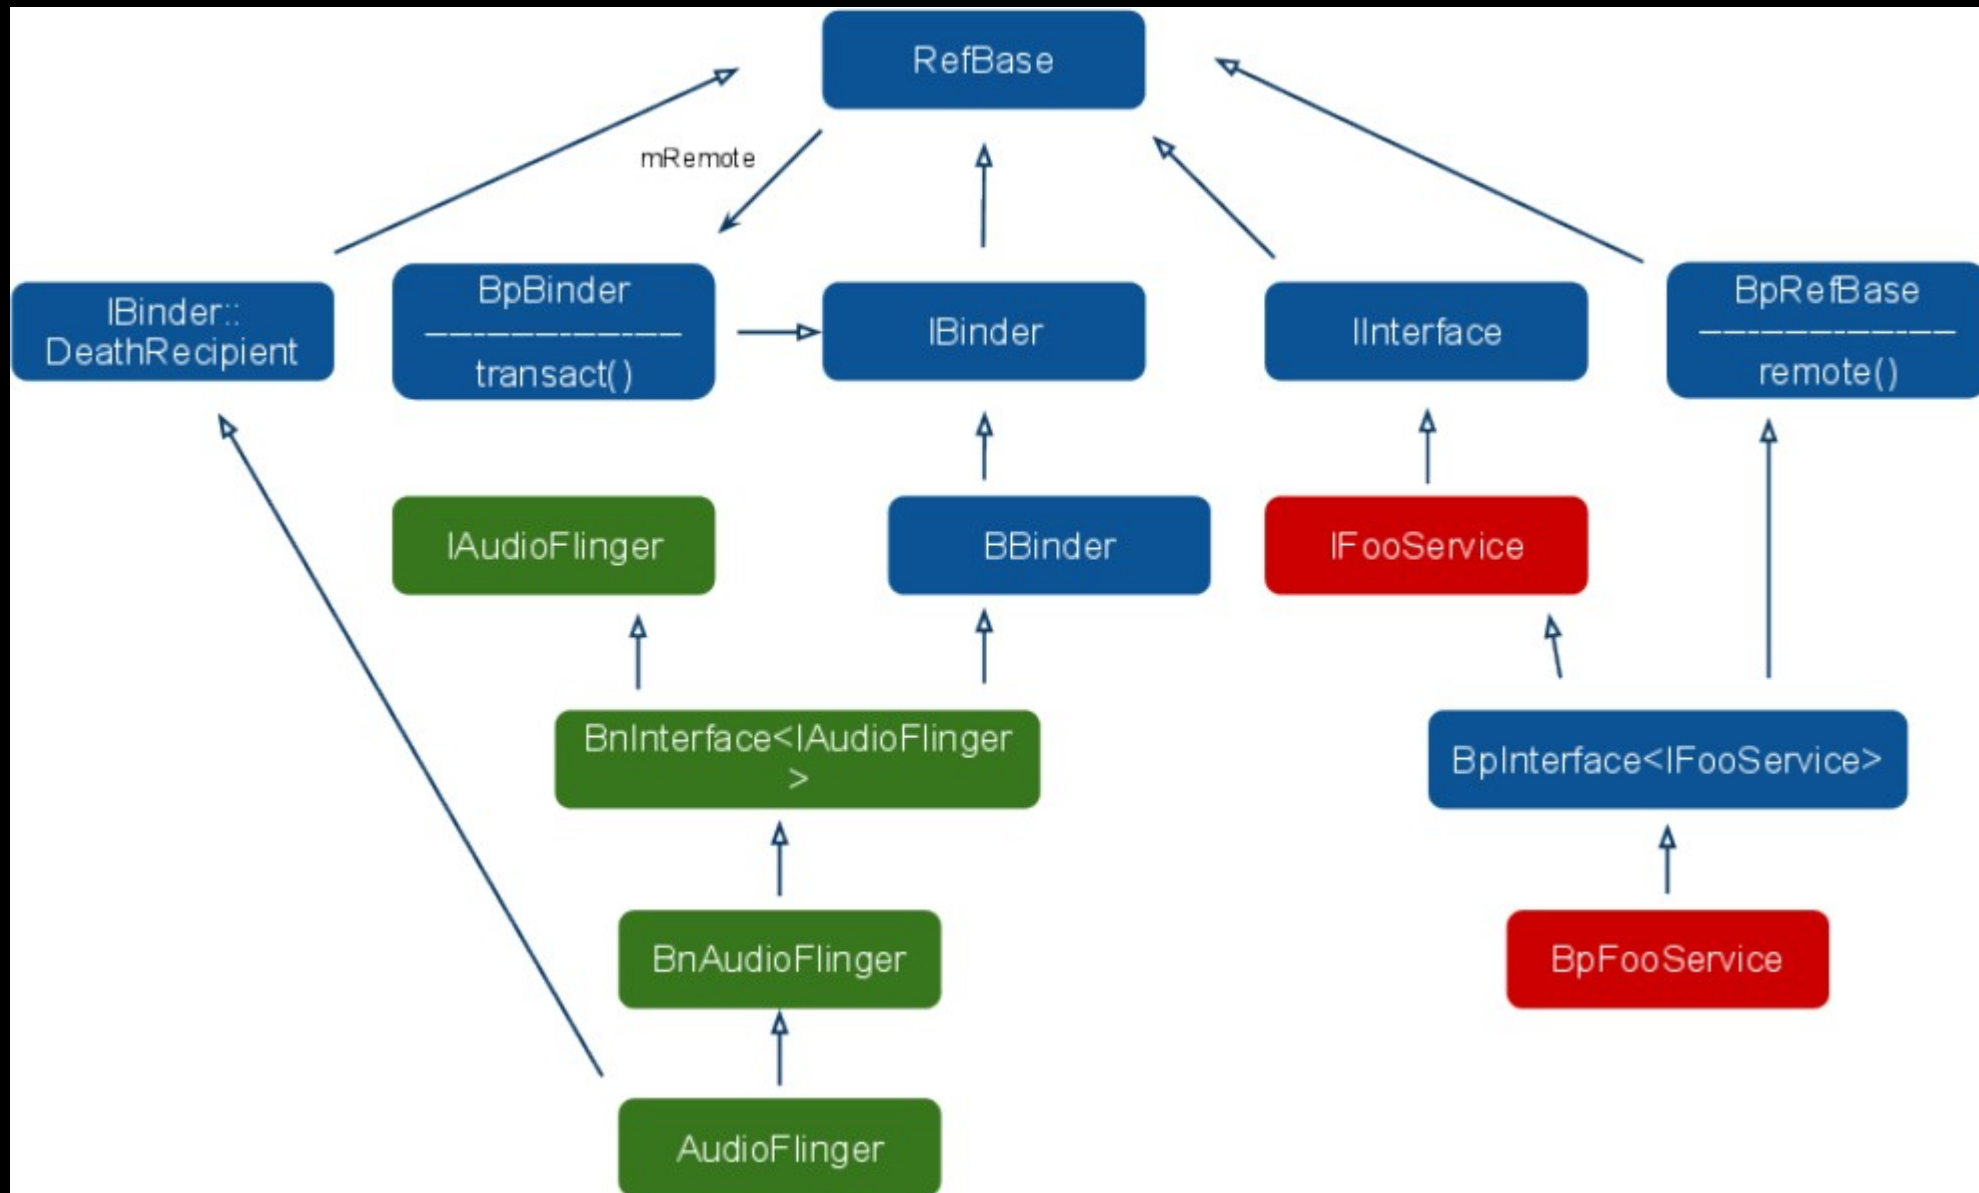 RefBase
mRemote
IBinder::
DeathRecipient
BpBinder
---------------------
transact()
IBinder
IInterface
BpRefBase
---------------------
remote()
IAudioFlinger
BBinder
IFooService
BnInterface<IAudioFlinger
>
BpInterface<IFooService>
BnAudioFlinger
BpFooService
AudioFlinger